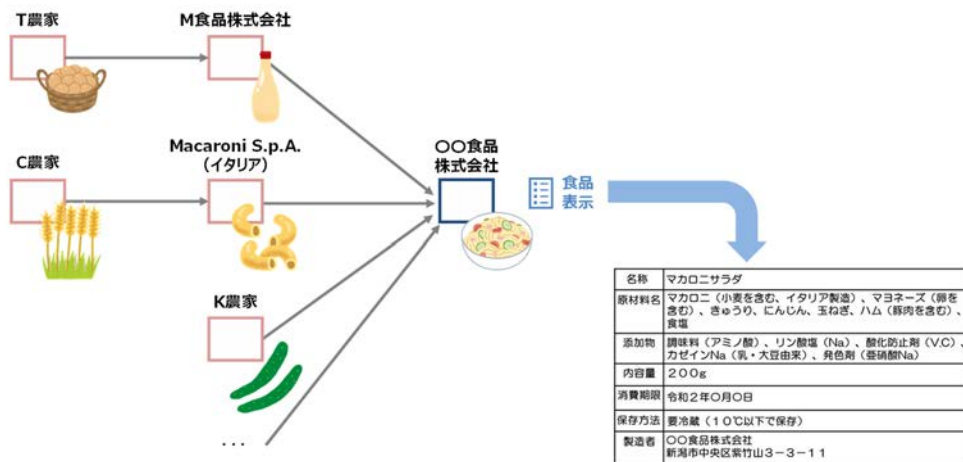 T農家
M食品株式会社
C農家
Macaroni S.p.A.
（イタリア）
〇〇食品
株式会社
食品
表示
K農家
...
名称
マカロニサラダ
原材料名
マカロニ（小麦を含む、イタリア製造）、マヨネーズ（卵を
含む）、きゅうり、にんじん、玉ねぎ、ハム（豚肉を含む）、
食塩
添加物
調味料（アミノ酸）、リン酸塩（Na）、酸化防止剤（V.C）、
カゼインNa（乳・大豆由来）、発色剤（亜硝酸Na）
内容量
200g
消費期限
令和2年〇月〇日
保存方法
要冷蔵（10℃以下で保存）
製造者
〇〇食品株式会社
新潟市中央区紫竹山3－3－11